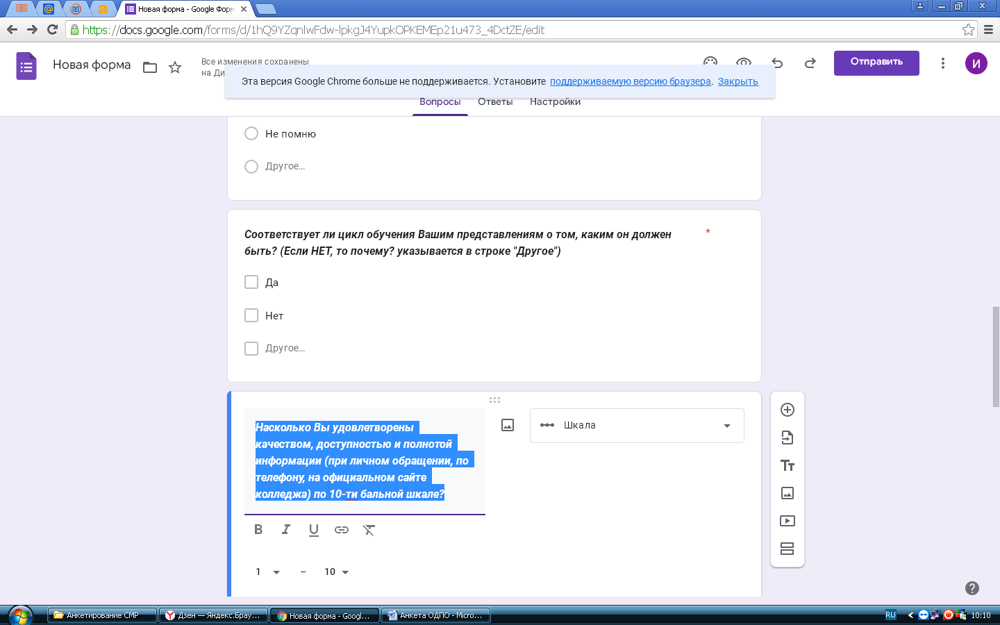 Новая форма - Google Форм
https://docs.google.com/forms/d/1hQ9YZqnlwFdw-lpkgJ4YupkOPKEMEp21u473_4DctZE/edit
Новая форма
Все изменения сохранены
на Ди
Отправить
И
Эта версия Google Chrome больше не поддерживается. Установите поддерживаемую версию браузера. Закрыть
Вопросы Ответы Настройки
Не помню
Другое...
Соответствует ли цикл обучения Вашим представлениям о том, каким он должен *
быть? (Если НЕТ, то почему? указывается в строке "Другое")
Да
Нет
Другое...
Насколько Вы удовлетворены
качеством, доступностью и полнотой
информации (при личном обращении, по
телефону, на официальном сайте
колледжа) по 10-ти бальной шкале?
Шкала
B I U
1 – 10
Анкетирование СМР
Дзен — Яндекс.Брау...
Новая форма - Googl...
Анкета ОДПО - Micro...
RU
10:10